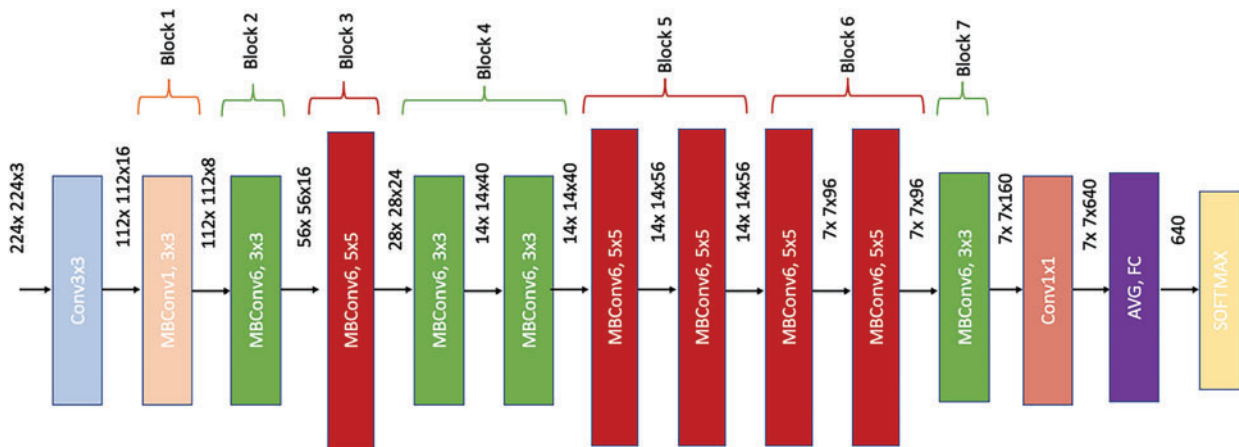 Block 1
Block 2
Block 3
Block 4
Block 5
Block 6
Block 7
224x 224x3
Conv3x3
112x 112x16
MBConv1, 3x3
112x 112x8
MBConv6, 3x3
56x 56x16
MBConv6, 5x5
28x 28x24
MBConv6, 3x3
14x 14x40
MBConv6, 3x3
14x 14x40
MBConv6, 5x5
14x 14x56
MBConv6, 5x5
14x 14x56
MBConv6, 5x5
7x 7x96
MBConv6, 5x5
7x 7x96
MBConv6, 3x3
7x 7x160
Conv1x1
7x 7x640
AVG, FC
640
SOFTMAX